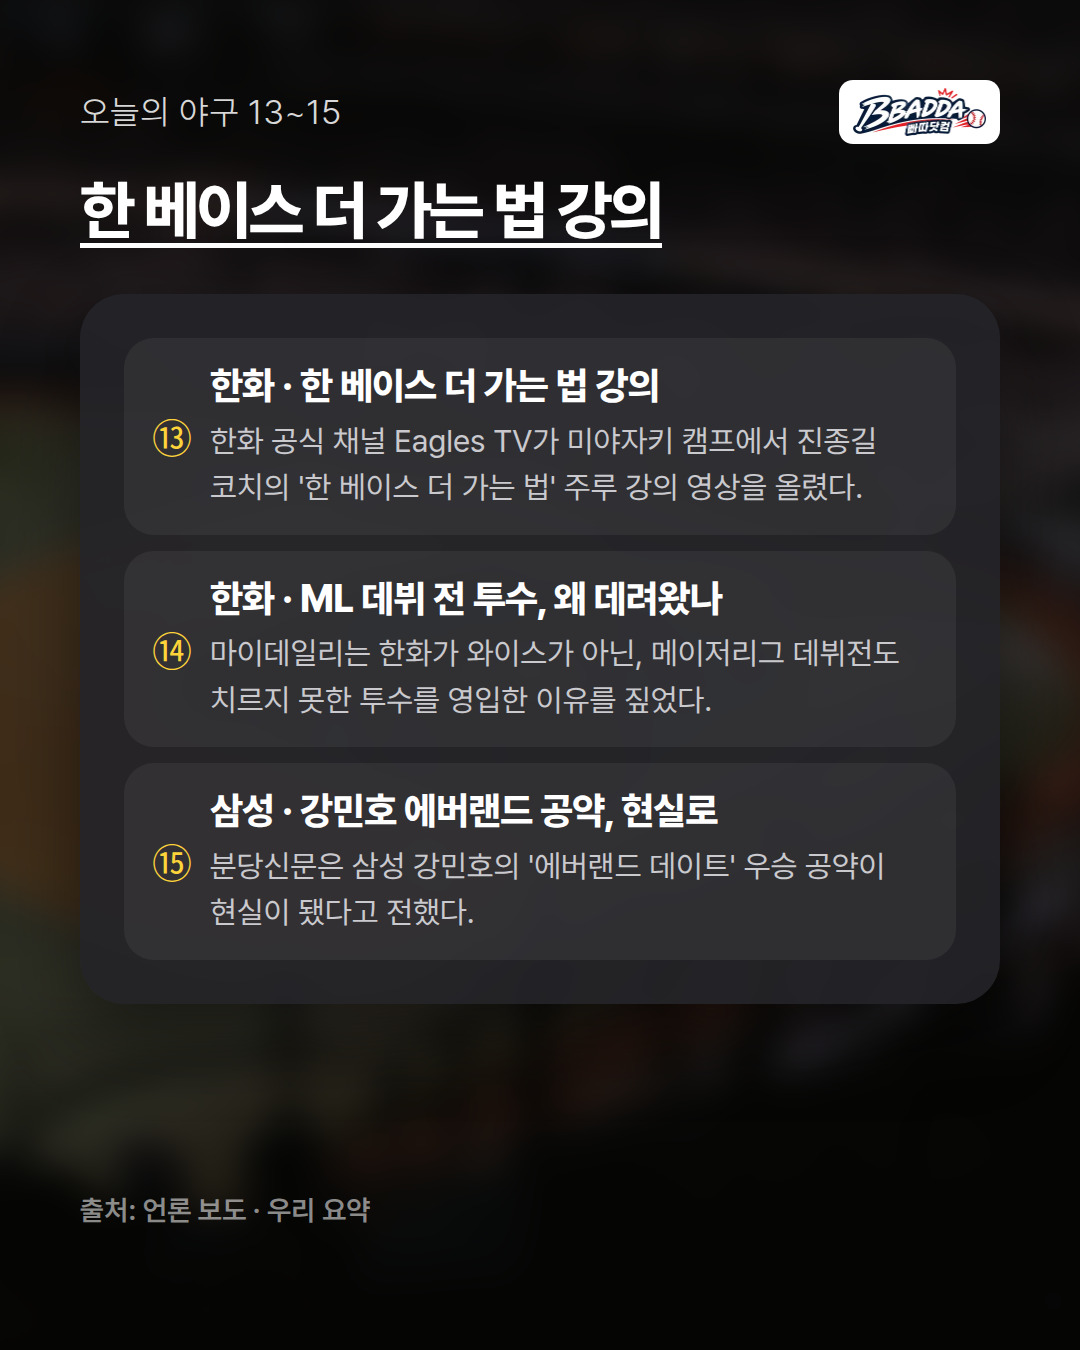 오늘의 야구 13~15
BBADDA
빠따닷컴
한 베이스 더 가는 법 강의
한화 · 한 베이스 더 가는 법 강의
⑬ 한화 공식 채널 Eagles TV가 미야자키 캠프에서 진종길
코치의 '한 베이스 더 가는 법' 주루 강의 영상을 올렸다.
한화 · ML 데뷔 전 투수, 왜 데려왔나
⑭ 마이데일리는 한화가 와이스가 아닌, 메이저리그 데뷔전도
치르지 못한 투수를 영입한 이유를 짚었다.
삼성 · 강민호 에버랜드 공약, 현실로
⑮ 분당신문은 삼성 강민호의 '에버랜드 데이트' 우승 공약이
현실이 됐다고 전했다.
출처: 언론 보도 · 우리 요약